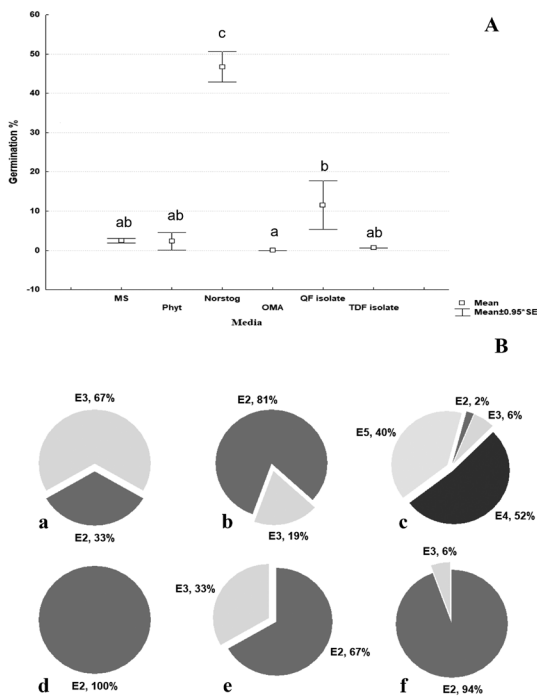 A
c
60
50
40
30
20
10
0
-10
Germination %
ab
ab
a
b
ab
MS
Phyt
Norstog
OMA
QF isolate
TDF isolate
Media
Mean
Mean±0.95*SE
B
E3, 67%
E2, 33%
a
E2, 81%
E3, 19%
b
E2, 2%
E3, 6%
E5, 40%
E4, 52%
c
E2, 100%
d
E3, 33%
E2, 67%
e
E3, 6%
E2, 94%
f